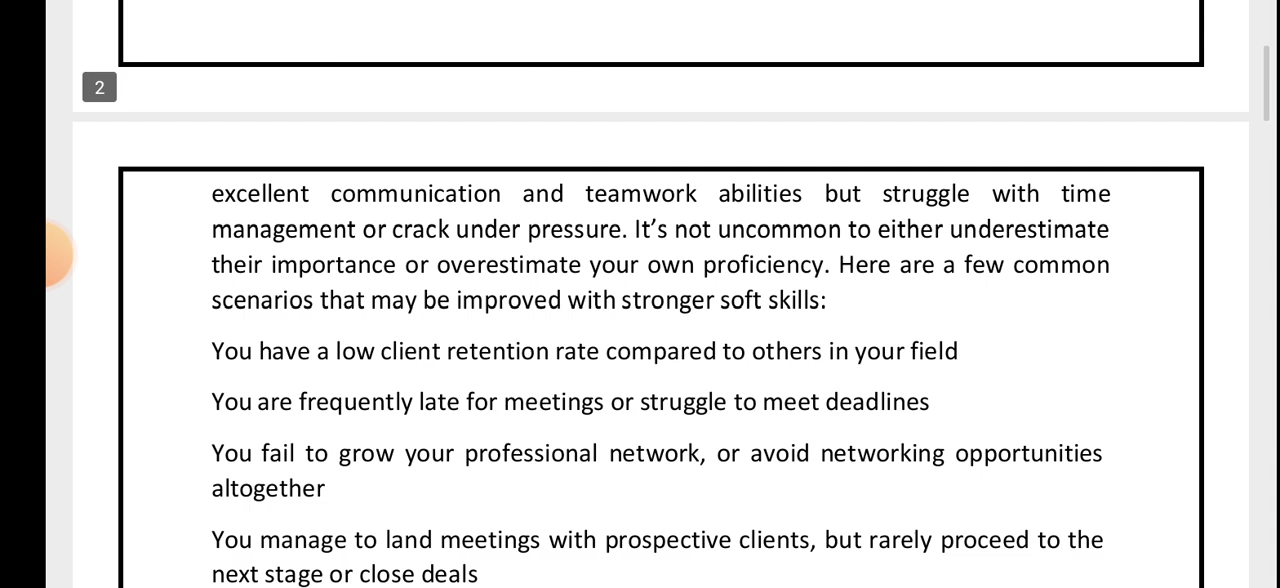 2
excellent communication and teamwork abilities but struggle with time
management or crack under pressure. It’s not uncommon to either underestimate
their importance or overestimate your own proficiency. Here are a few common
scenarios that may be improved with stronger soft skills:
You have a low client retention rate compared to others in your field
You are frequently late for meetings or struggle to meet deadlines
You fail to grow your professional network, or avoid networking opportunities
altogether
You manage to land meetings with prospective clients, but rarely proceed to the
next stage or close deals